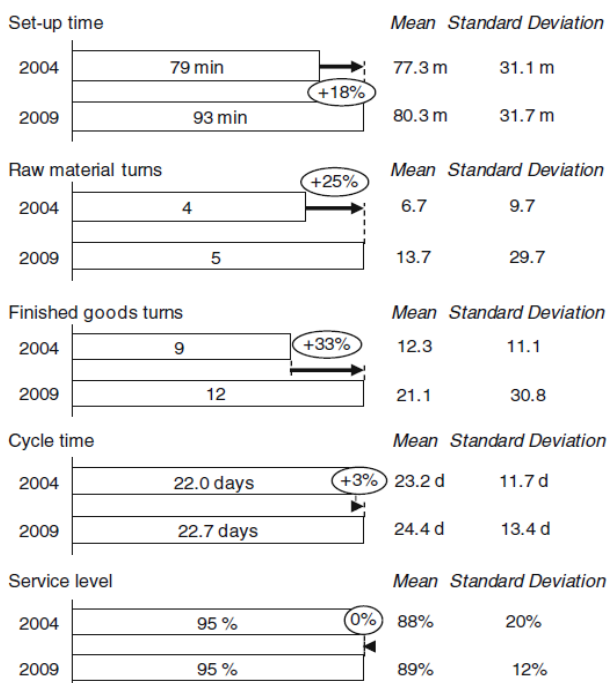 Set-up time Mean Standard Deviation
2004 79 min 77.3 m 31.1 m
+18%
2009 93 min 80.3 m 31.7 m
Raw material turns Mean Standard Deviation
+25%
2004 4 6.7 9.7
2009 5 13.7 29.7
Finished goods turns Mean Standard Deviation
2004 9 +33% 12.3 11.1
2009 12 21.1 30.8
Cycle time Mean Standard Deviation
2004 22.0 days +3% 23.2 d 11.7 d
2009 22.7 days 24.4 d 13.4 d
Service level Mean Standard Deviation
2004 95 % 0% 88% 20%
2009 95 % 89% 12%